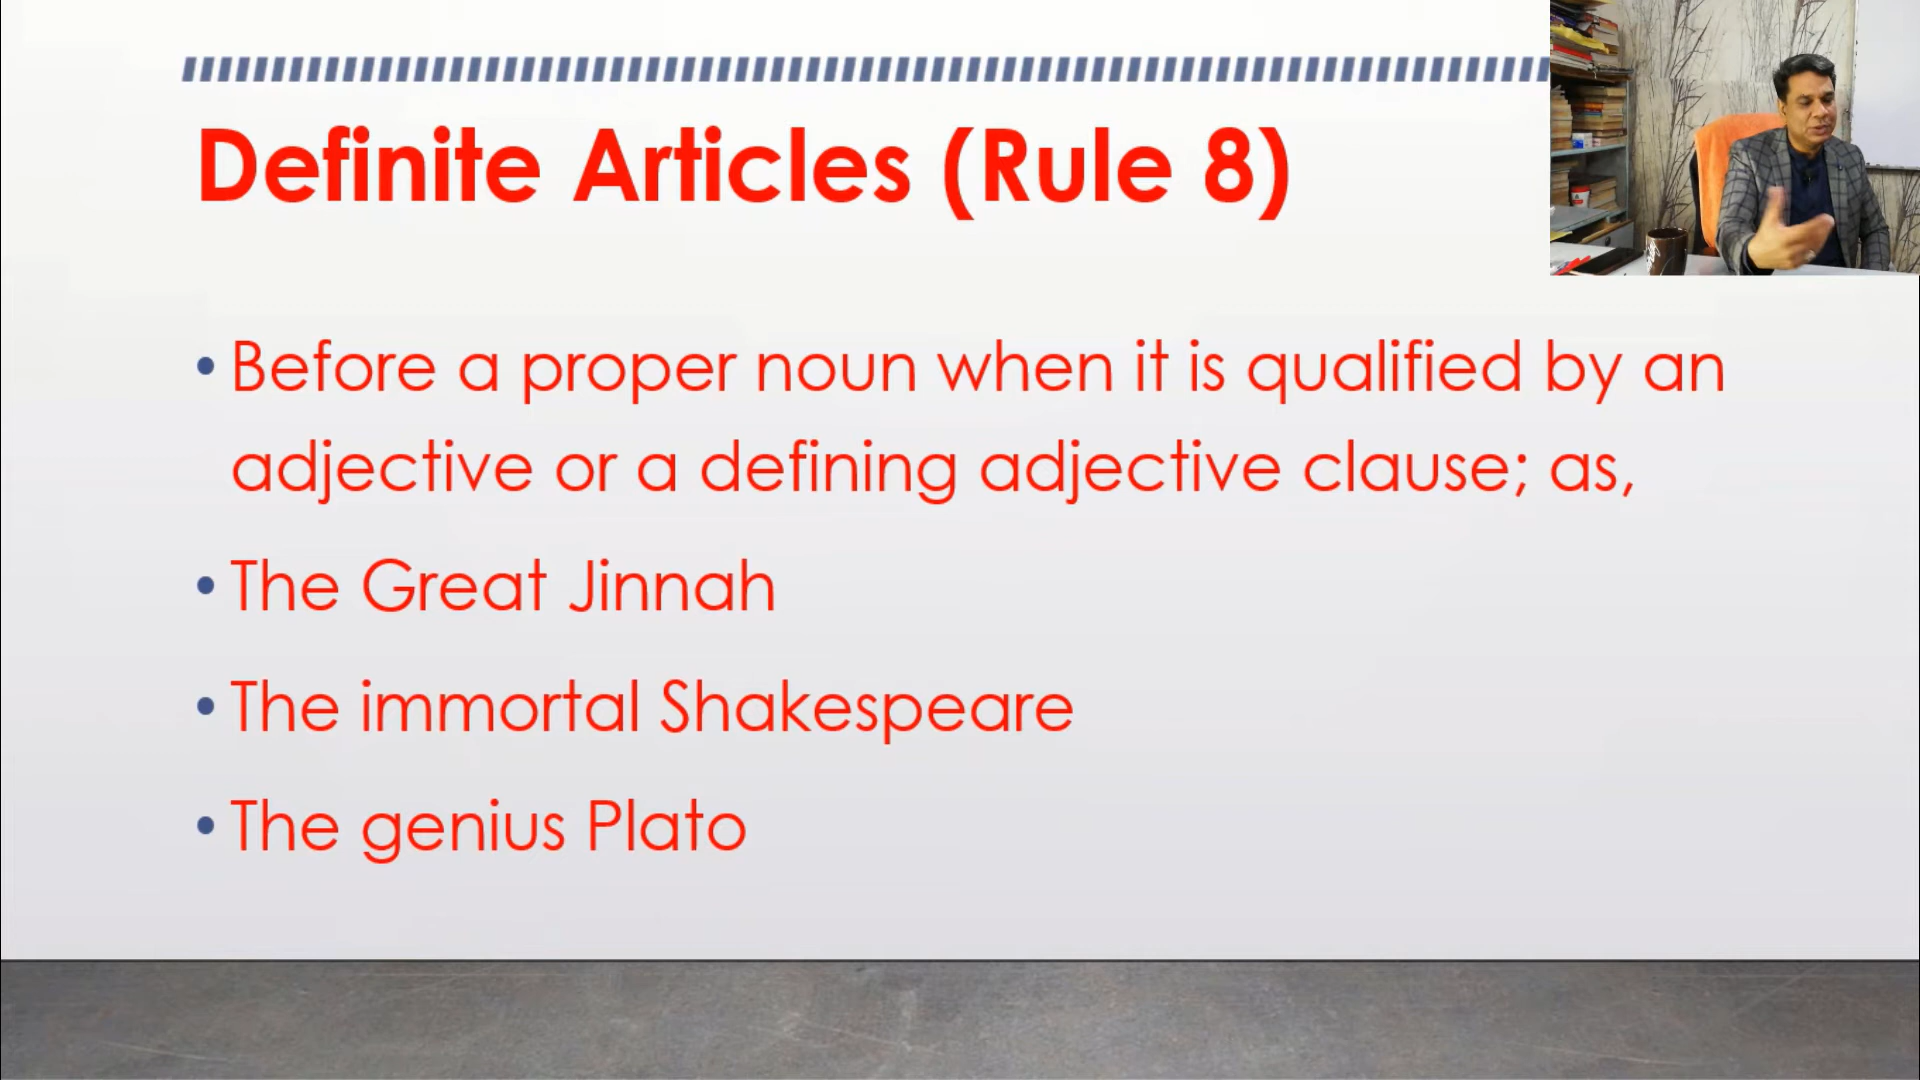 Definite Articles (Rule 8)
• Before a proper noun when it is qualified by an
adjective or a defining adjective clause; as,
• The Great Jinnah
• The immortal Shakespeare
• The genius Plato